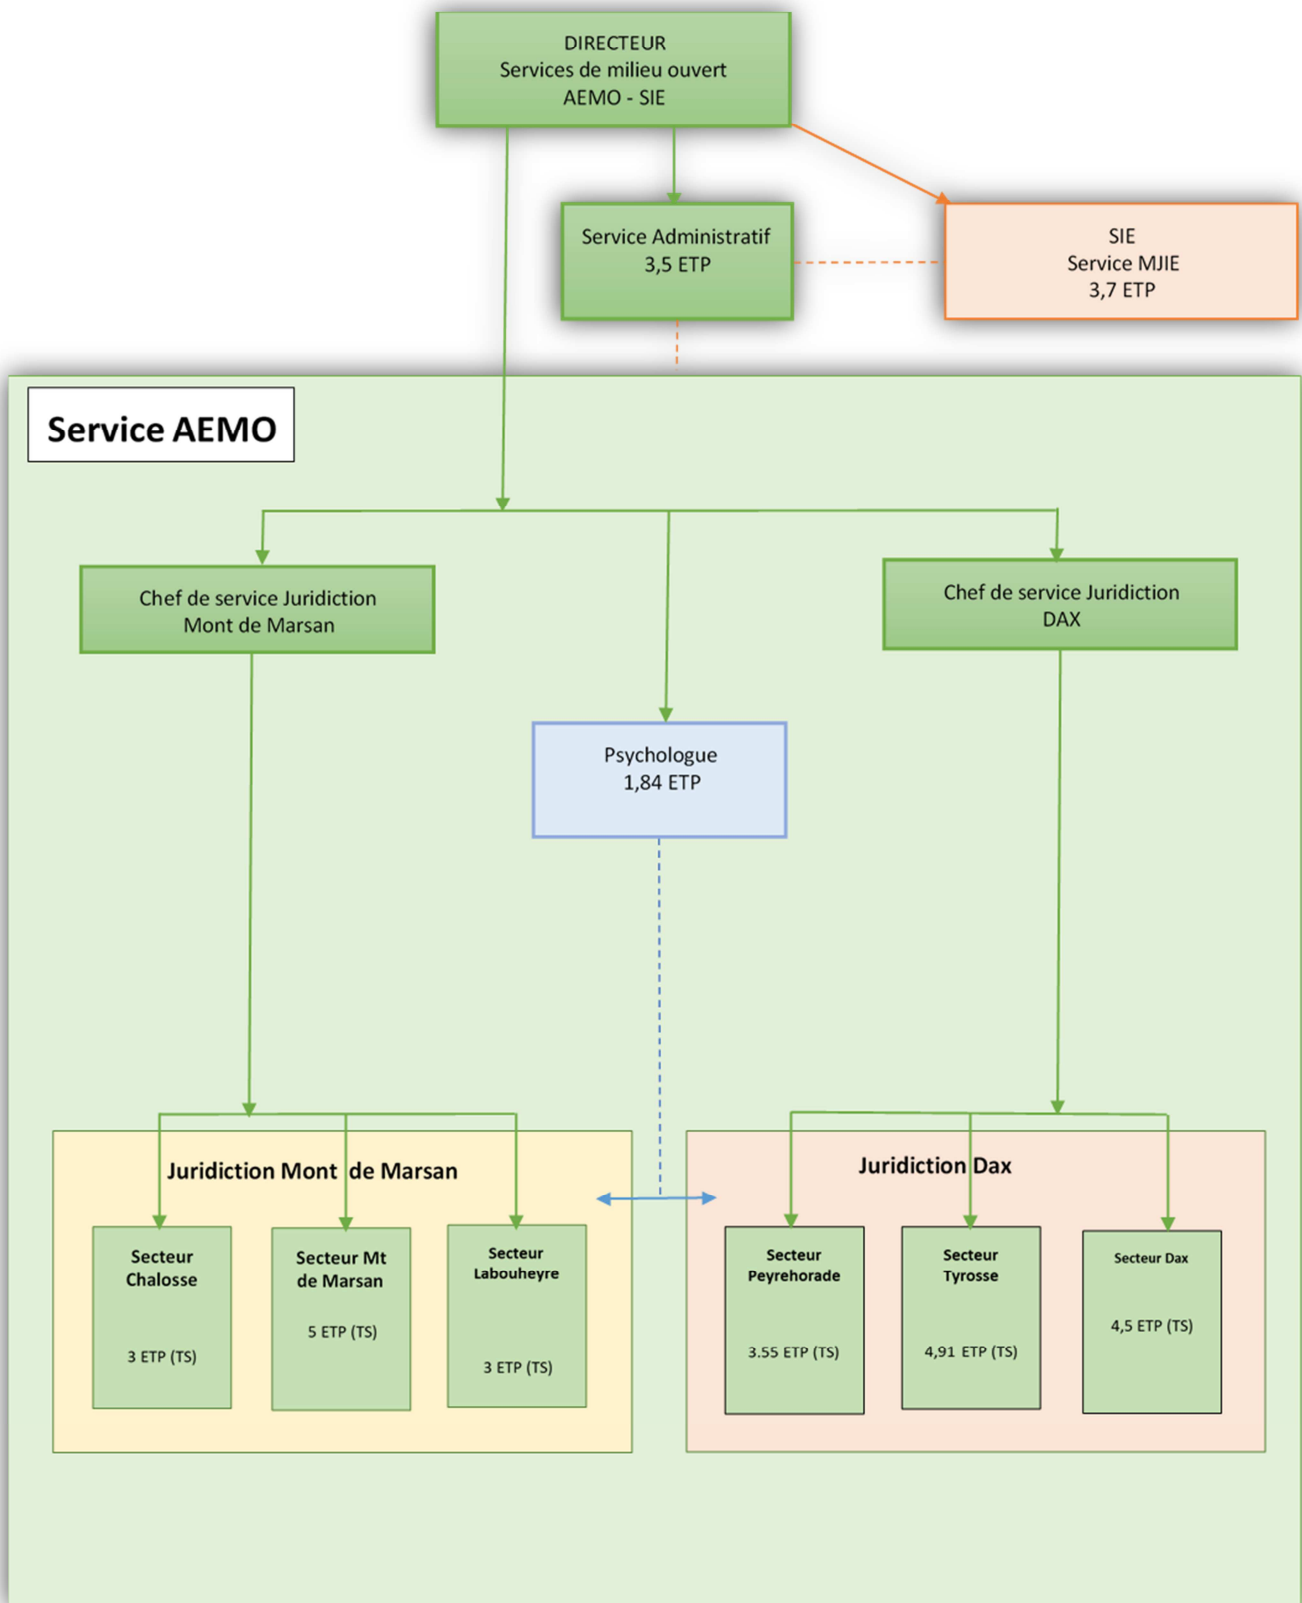 DIRECTEUR
Services de milieu ouvert
AEMO - SIE
Service Administratif
3,5 ETP
SIE
Service MJIE
3,7 ETP
Service AEMO
Chef de service Juridiction
Mont de Marsan
Chef de service Juridiction
DAX
Psychologue
1,84 ETP
Juridiction Mont de Marsan
Secteur
Chalosse
3 ETP (TS)
Secteur Mt
de Marsan
5 ETP (TS)
Secteur
Labouheyre
3 ETP (TS)
Juridiction Dax
Secteur
Peyrehorade
3.55 ETP (TS)
Secteur
Tyrosse
4,91 ETP (TS)
Secteur Dax
4,5 ETP (TS)